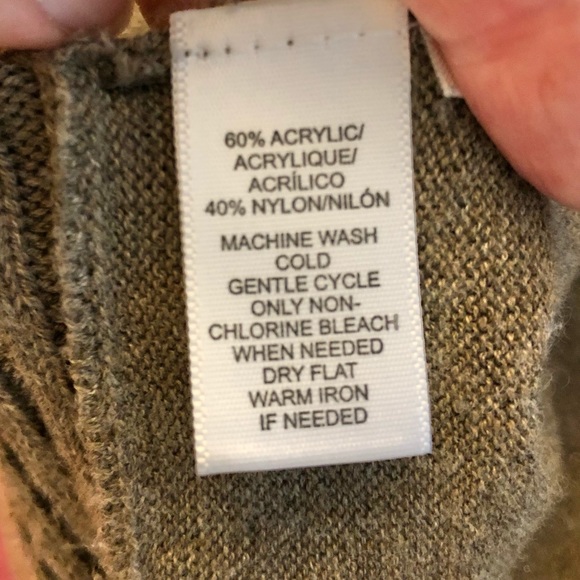 60% ACRYLIC/
ACRYLIQUE/
ACRÍLICO
40% NYLON/NILÓN
MACHINE WASH
COLD
GENTLE CYCLE
ONLY NON-
CHLORINE BLEACH
WHEN NEEDED
DRY FLAT
WARM IRON
IF NEEDED